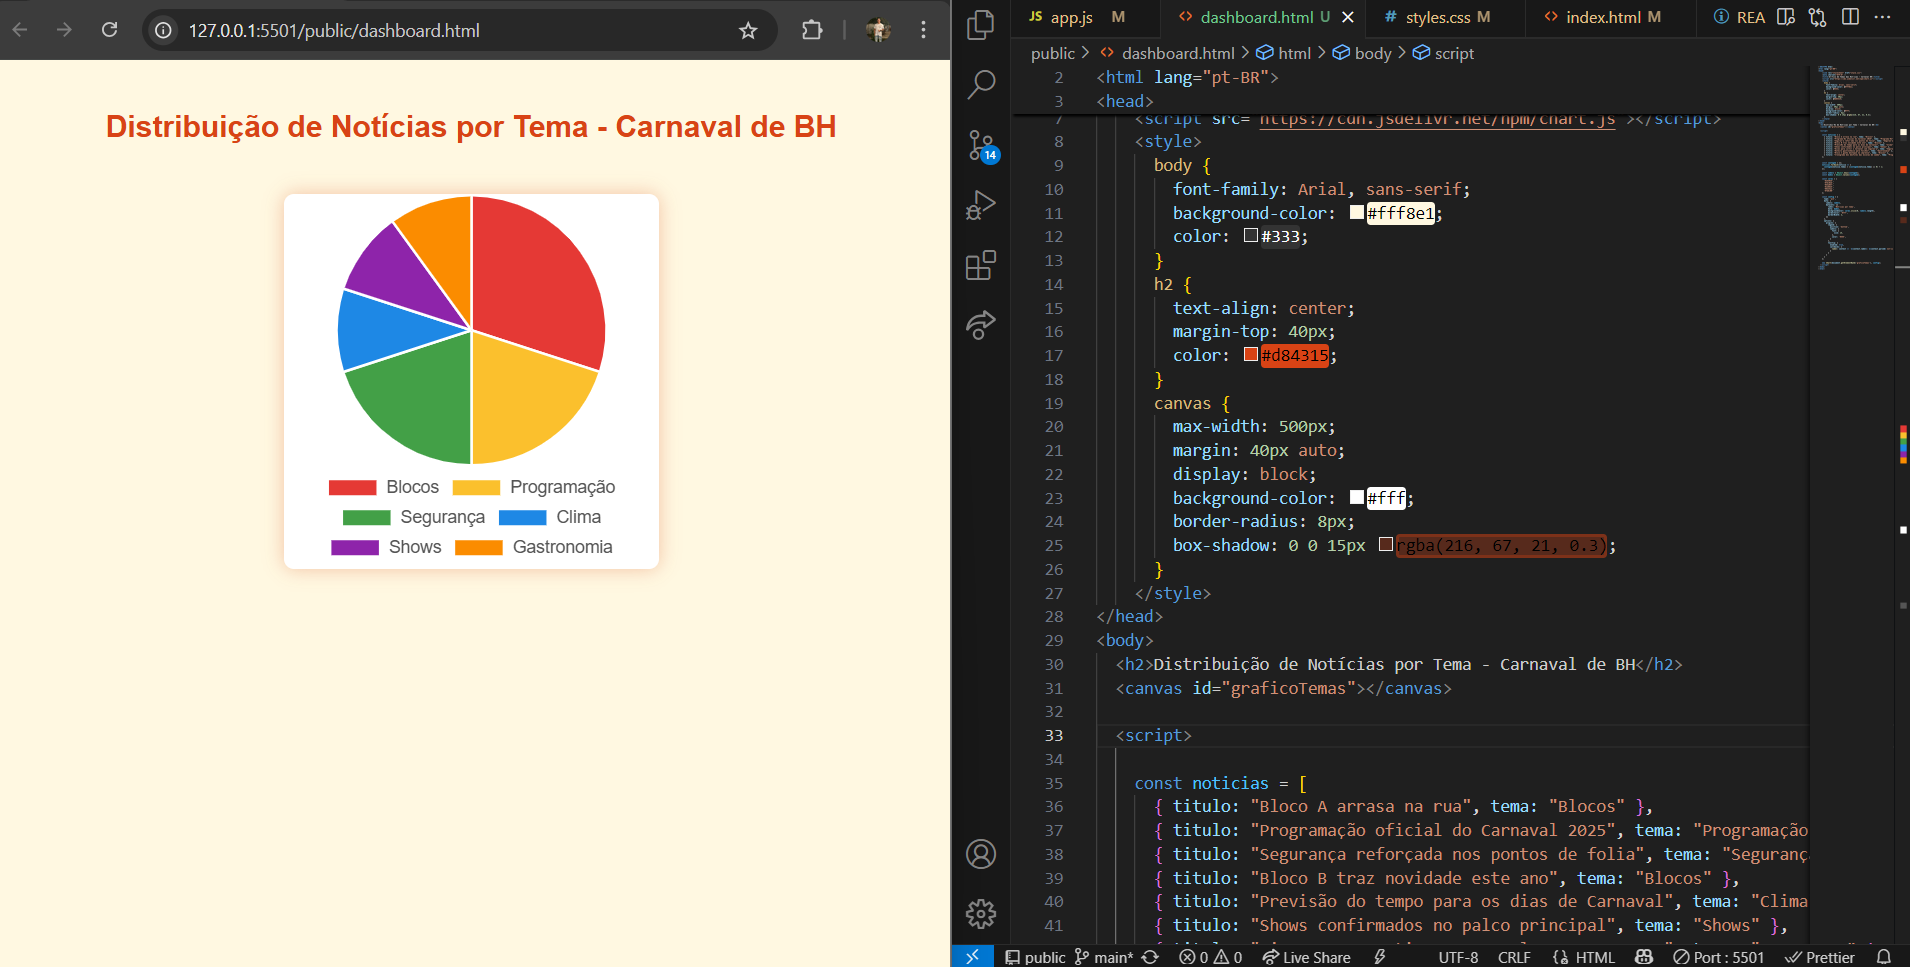 127.0.0.1:5501/public/dashboard.html
Distribuição de Notícias por Tema - Carnaval de BH
Blocos Programação
Segurança Clima
Shows Gastronomia
14
JS app.js M
<> dashboard.html U
# styles.css M
<> index.html M
REA
public > <> dashboard.html > html > body > script
2 <html lang="pt-BR">
3 <head>
7 <script src="https://cdn.jsdelivr.net/npm/chart.js"></script>
8 <style>
9 body {
10 font-family: Arial, sans-serif;
11 background-color: #fff8e1;
12 color: #333;
13 }
14 h2 {
15 text-align: center;
16 margin-top: 40px;
17 color: #d84315;
18 }
19 canvas {
20 max-width: 500px;
21 margin: 40px auto;
22 display: block;
23 background-color: #fff;
24 border-radius: 8px;
25 box-shadow: 0 0 15px rgba(216, 67, 21, 0.3);
26 }
27 </style>
28 </head>
29 <body>
30 <h2>Distribuição de Notícias por Tema - Carnaval de BH</h2>
31 <canvas id="graficoTemas"></canvas>
32
33 <script>
34
35 const noticias = [
36 { titulo: "Bloco A arrasa na rua", tema: "Blocos" },
37 { titulo: "Programação oficial do Carnaval 2025", tema: "Programação
38 { titulo: "Segurança reforçada nos pontos de folia", tema: "Segurança
39 { titulo: "Bloco B traz novidade este ano", tema: "Blocos" },
40 { titulo: "Previsão do tempo para os dias de Carnaval", tema: "Clima
41 { titulo: "Shows confirmados no palco principal", tema: "Shows" },
public main* 0 0 Live Share UTF-8 CRLF HTML Port : 5501 Prettier